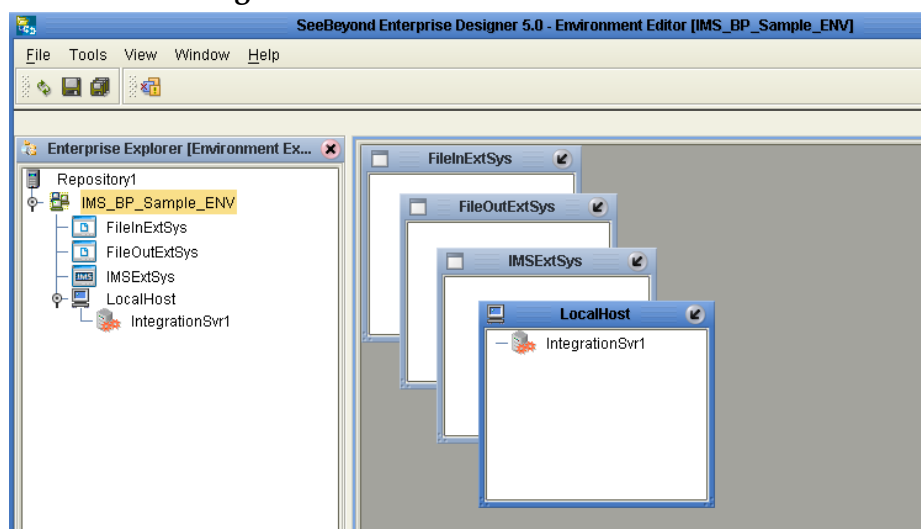 SeeBeyond Enterprise Designer 5.0 - Environment Editor [IMS_BP_Sample_ENV]
File Tools View Window Help
Enterprise Explorer [Environment Ex...
Repository1
IMS_BP_Sample_ENV
FileInExtSys
FileOutExtSys
IMS
IMSExtSys
LocalHost
IntegrationSvr1
FileInExtSys
FileOutExtSys
IMSExtSys
LocalHost
IntegrationSvr1